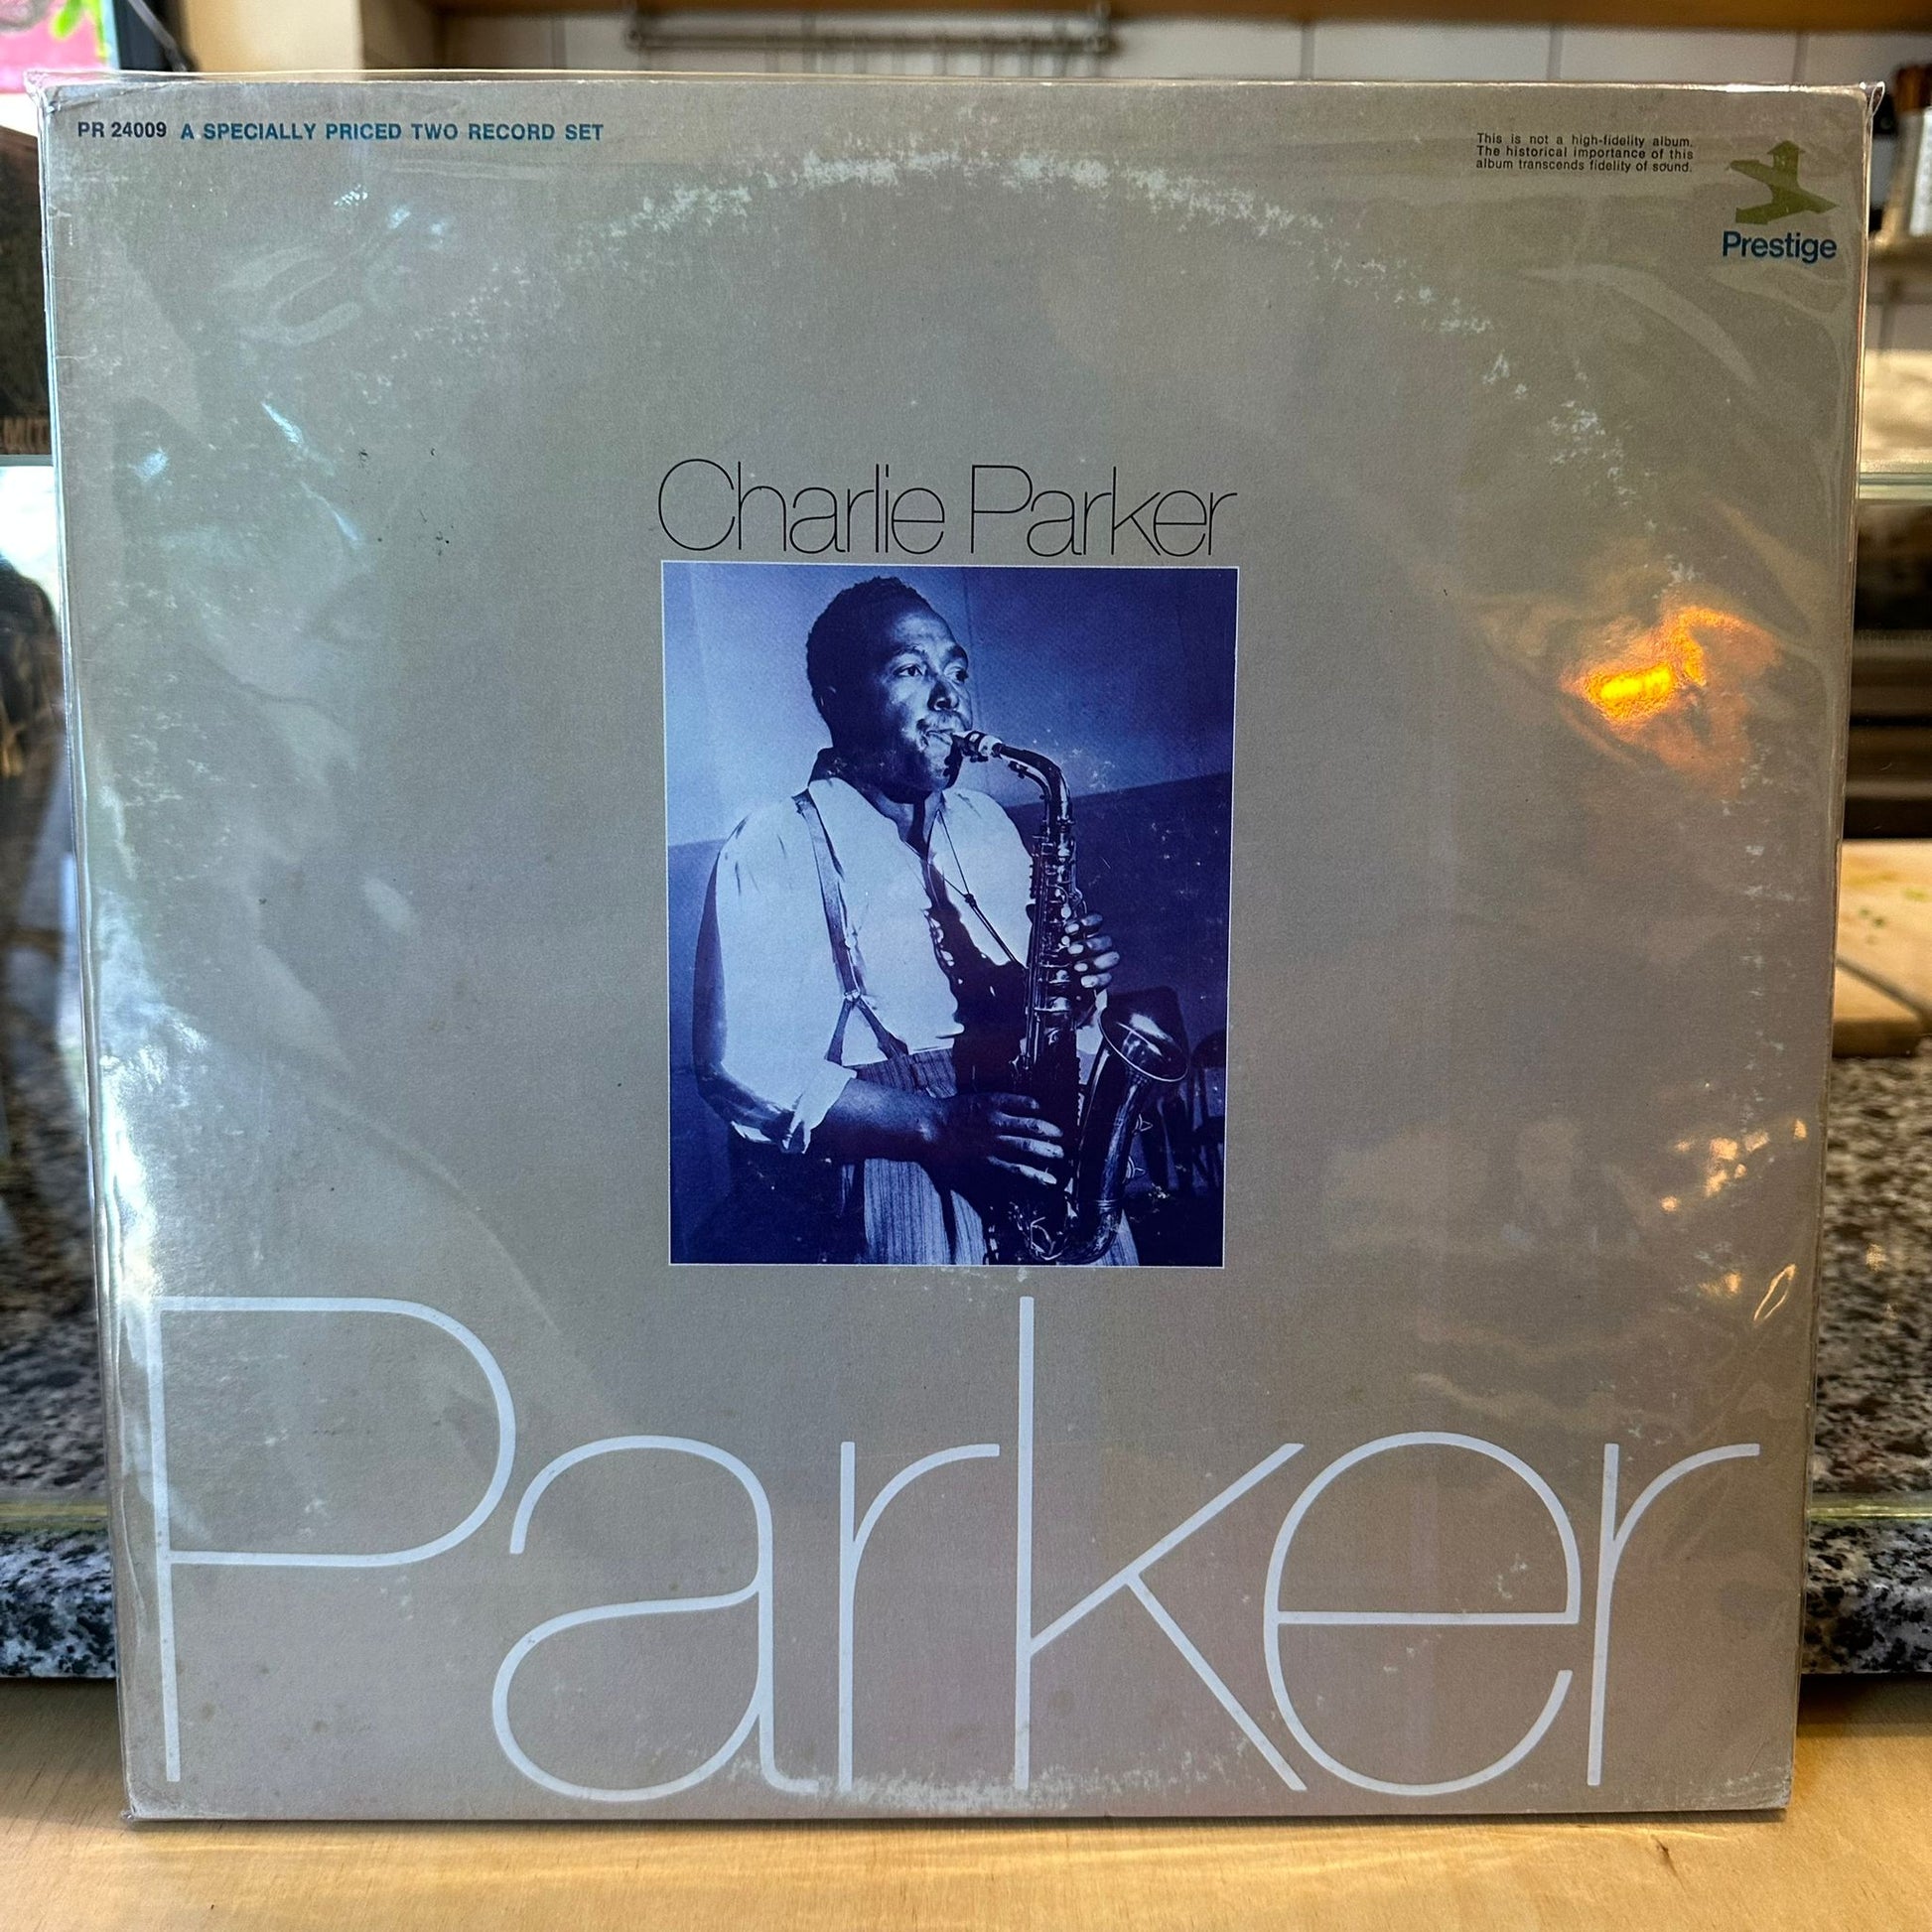 PR 24009 A SPECIALLY PRICED TWO RECORD SET
This is not a high-fidelity album.
The historical importance of this
album transcends fidelity of sound.
Prestige
Charlie Parker
Parker